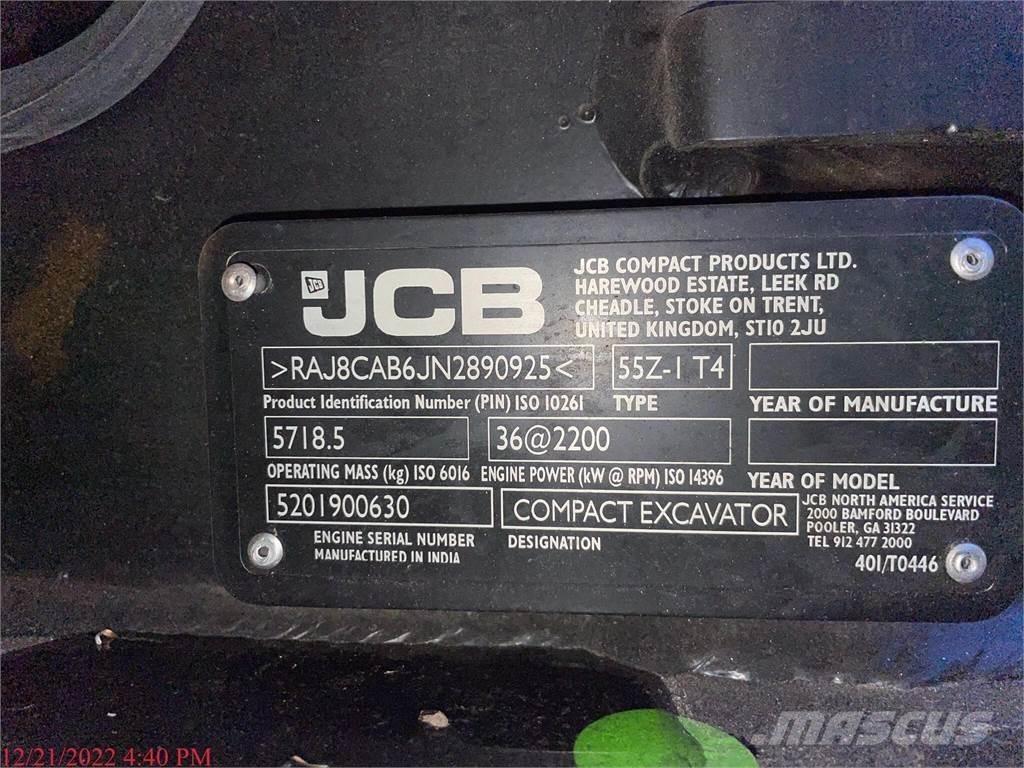 JCB
JCB
JCB COMPACT PRODUCTS LTD.
HAREWOOD ESTATE, LEEK RD
CHEADLE, STOKE ON TRENT,
UNITED KINGDOM, ST10 2JU
>RAJ8CAB6JN2890925< 55Z-1 T4
Product Identification Number (PIN) ISO 10261 TYPE YEAR OF MANUFACTURE
5718.5 36@2200
OPERATING MASS (kg) ISO 6016 ENGINE POWER (kW @ RPM) ISO 14396 YEAR OF MODEL
5201900630 COMPACT EXCAVATOR
ENGINE SERIAL NUMBER DESIGNATION
MANUFACTURED IN INDIA
JCB NORTH AMERICA SERVICE
2000 BAMFORD BOULEVARD
POOLER, GA 31322
TEL 912 477 2000
401/T0446
MASCUS
12/21/2022 4:40 PM